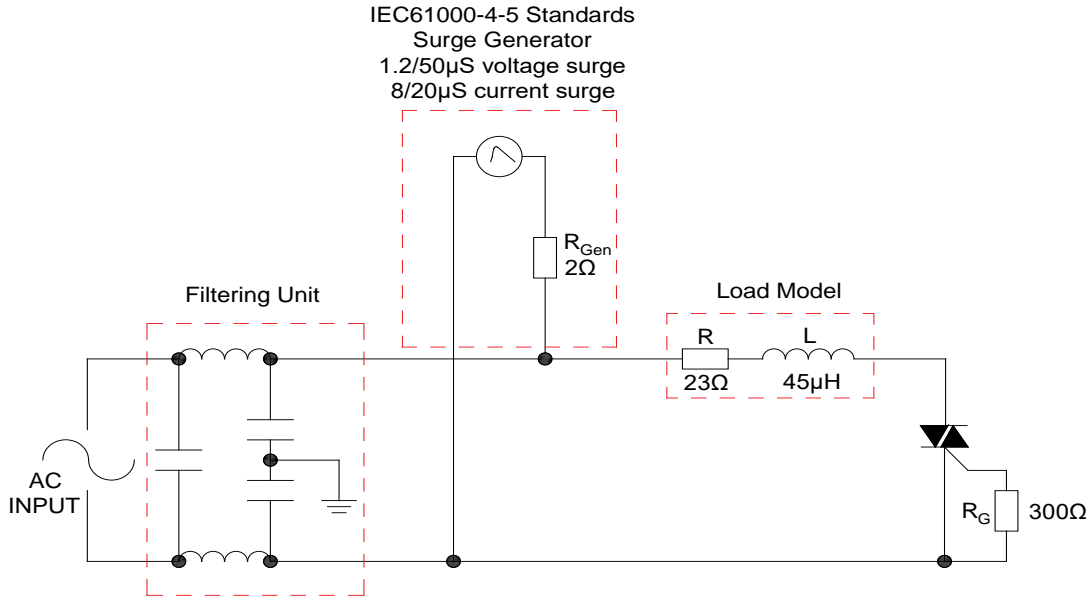 IEC61000-4-5 Standards
Surge Generator
1.2/50μS voltage surge
8/20μS current surge
RGen
2Ω
Filtering Unit
Load Model
R
L
23Ω
45μH
AC
INPUT
RG
300Ω